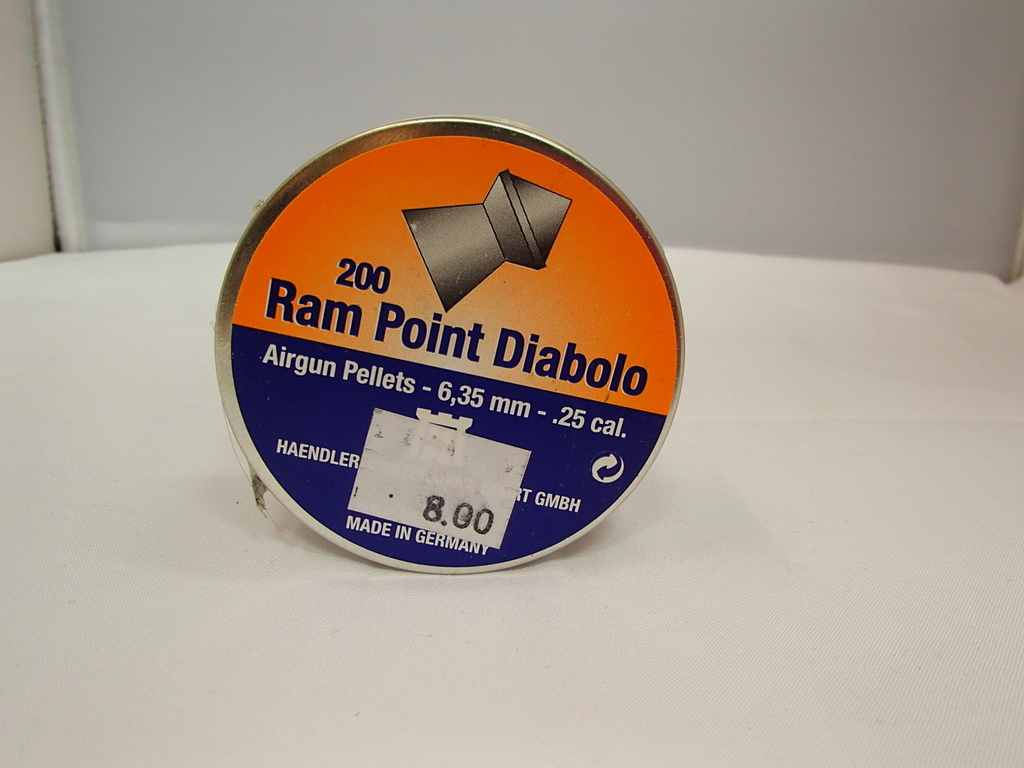 200
Ram Point Diabolo
Airgun Pellets - 6,35 mm - .25 cal.
HAENDLER GMBH
8.00
MADE IN GERMANY